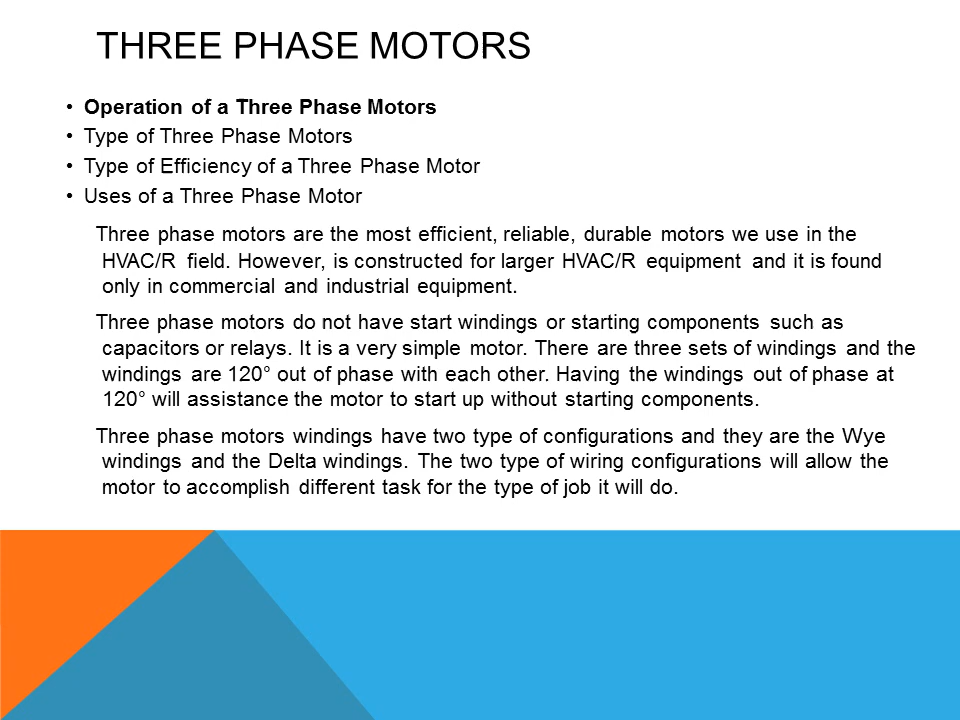 THREE PHASE MOTORS
• Operation of a Three Phase Motors
• Type of Three Phase Motors
• Type of Efficiency of a Three Phase Motor
• Uses of a Three Phase Motor
Three phase motors are the most efficient, reliable, durable motors we use in the
HVAC/R field. However, is constructed for larger HVAC/R equipment and it is found
only in commercial and industrial equipment.
Three phase motors do not have start windings or starting components such as
capacitors or relays. It is a very simple motor. There are three sets of windings and the
windings are 120° out of phase with each other. Having the windings out of phase at
120° will assistance the motor to start up without starting components.
Three phase motors windings have two type of configurations and they are the Wye
windings and the Delta windings. The two type of wiring configurations will allow the
motor to accomplish different task for the type of job it will do.